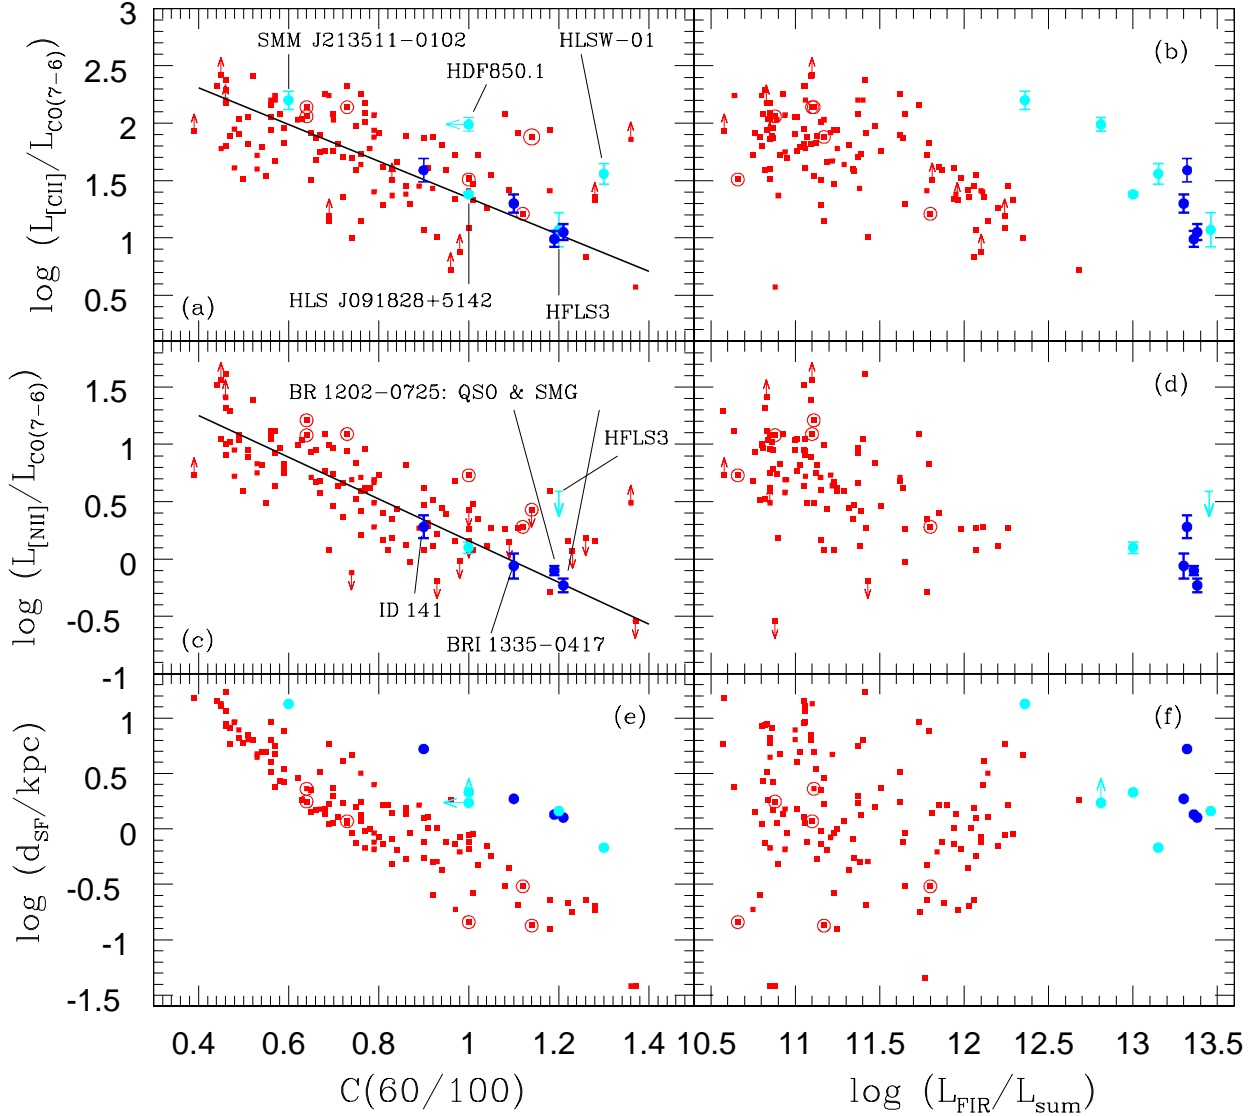 3
2.5
2
1.5
1
0.5
log (L[CII]/LCO(7−6))
SMM J213511−0102
HLSW−01
HDF850.1
HLS J091828+5142
HFLS3
(a)
(b)
1.5
1
0.5
0
-0.5
-1
log (L[NII]/LCO(7−6))
BR 1202−0725: QSO & SMG
HFLS3
ID 141
BRI 1335−0417
(c)
(d)
1
0.5
0
-0.5
-1
-1.5
log (dSF/kpc)
(e)
(f)
0.4 0.6 0.8 1 1.2 1.4
10.5 11 11.5 12 12.5 13 13.5
C(60/100)
log (LFIR/Lsum)